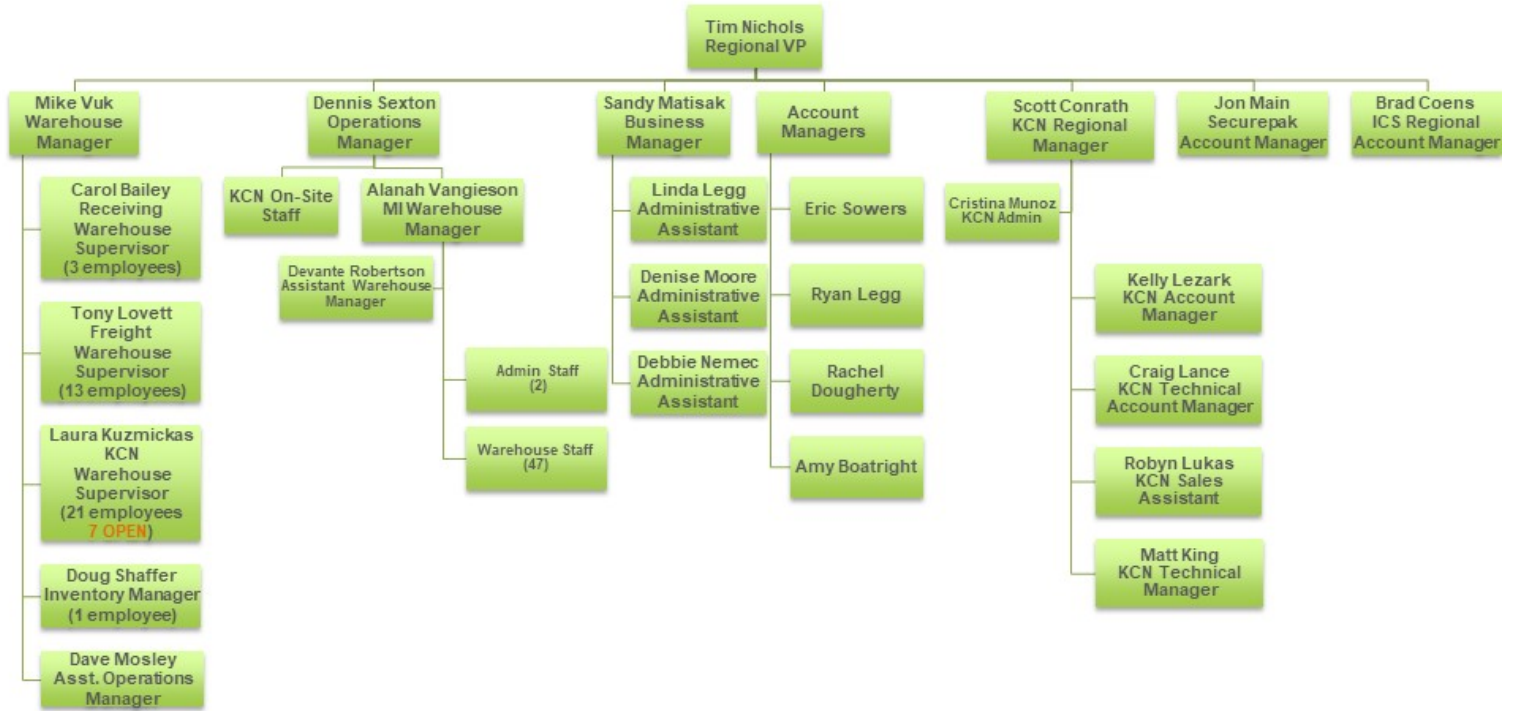 Tim Nichols
Regional VP
Mike Vuk
Warehouse
Manager
Carol Bailey
Receiving
Warehouse
Supervisor
(3 employees)
Tony Lovett
Freight
Warehouse
Supervisor
(13 employees)
Laura Kuzmickas
KCN
Warehouse
Supervisor
(21 employees
7 OPEN)
Doug Shaffer
Inventory Manager
(1 employee)
Dave Mosley
Asst. Operations
Manager
Dennis Sexton
Operations
Manager
KCN On-Site
Staff
Alanah Vangieson
MI Warehouse
Manager
Devante Robertson
Assistant Warehouse
Manager
Admin Staff
(2)
Warehouse Staff
(47)
Sandy Matisak
Business
Manager
Linda Legg
Administrative
Assistant
Denise Moore
Administrative
Assistant
Debbie Nemec
Administrative
Assistant
Account
Managers
Eric Sowers
Ryan Legg
Rachel
Dougherty
Amy Boatright
Scott Conrath
KCN Regional
Manager
Cristina Munoz
KCN Admin
Kelly Lezark
KCN Account
Manager
Craig Lance
KCN Technical
Account Manager
Robyn Lukas
KCN Sales
Assistant
Matt King
KCN Technical
Manager
Jon Main
Securepak
Account Manager
Brad Coens
ICS Regional
Account Manager